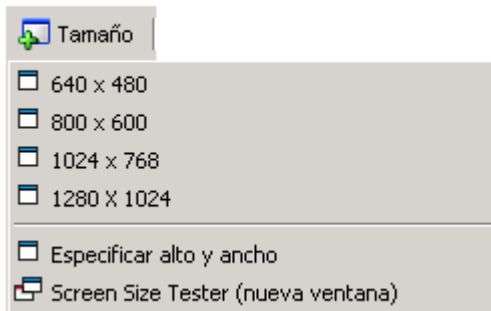 Tamaño
640 x 480
800 x 600
1024 x 768
1280 X 1024
Especificar alto y ancho
Screen Size Tester (nueva ventana)